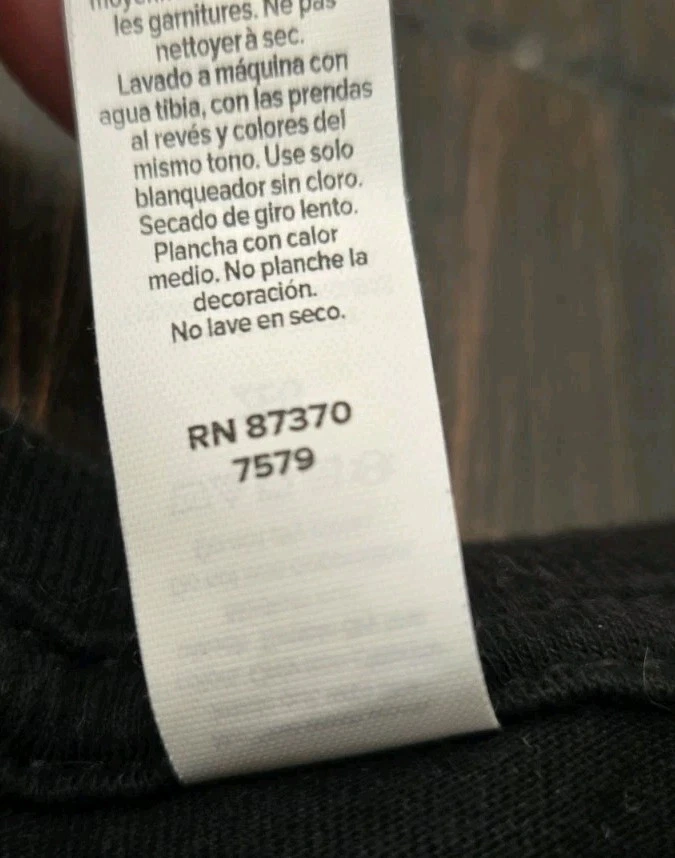 les garnitures. Ne pas
nettoyer à sec.
Lavado a máquina con
agua tibia, con las prendas
al revés y colores del
mismo tono. Use solo
blanqueador sin cloro.
Secado de giro lento.
Plancha con calor
medio. No planche la
decoración.
No lave en seco.
RN 87370
7579